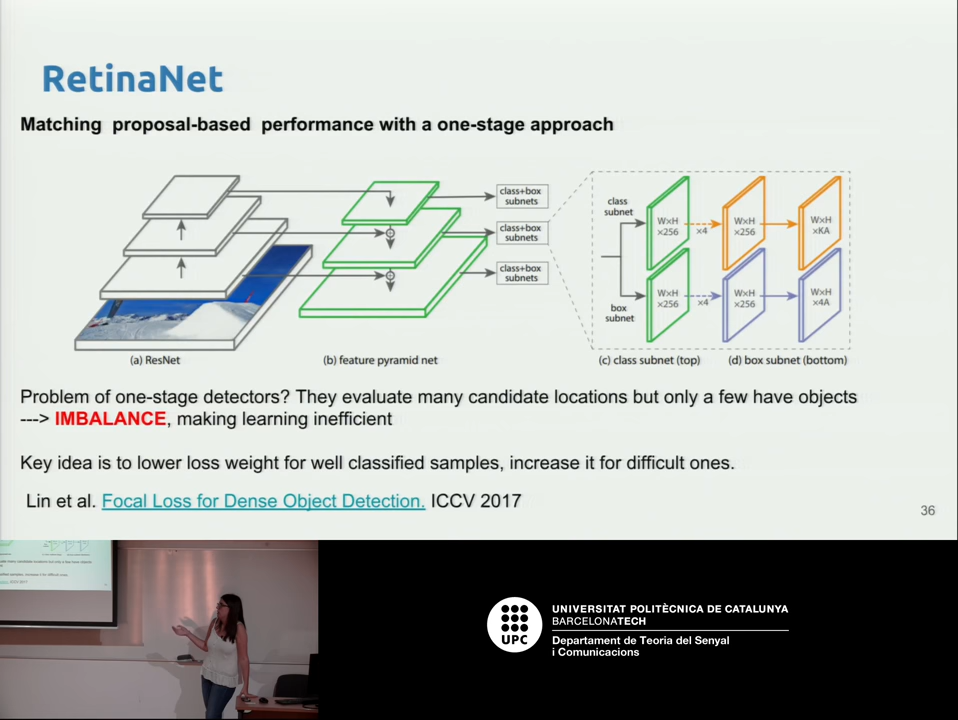 RetinaNet
Matching proposal-based performance with a one-stage approach
class+box
subnets
class+box
subnets
class+box
subnets
class
subnet
W×H
×256
×4
W×H
×256
W×H
×KA
box
subnet
W×H
×256
×4
W×H
×256
W×H
×4A
(a) ResNet
(b) feature pyramid net
(c) class subnet (top)
(d) box subnet (bottom)
Problem of one-stage detectors? They evaluate many candidate locations but only a few have objects
---> IMBALANCE, making learning inefficient
Key idea is to lower loss weight for well classified samples, increase it for difficult ones.
Lin et al. Focal Loss for Dense Object Detection. ICCV 2017
36
UPC
UNIVERSITAT POLITÈCNICA DE CATALUNYA
BARCELONATECH
Departament de Teoria del Senyal
i Comunicacions